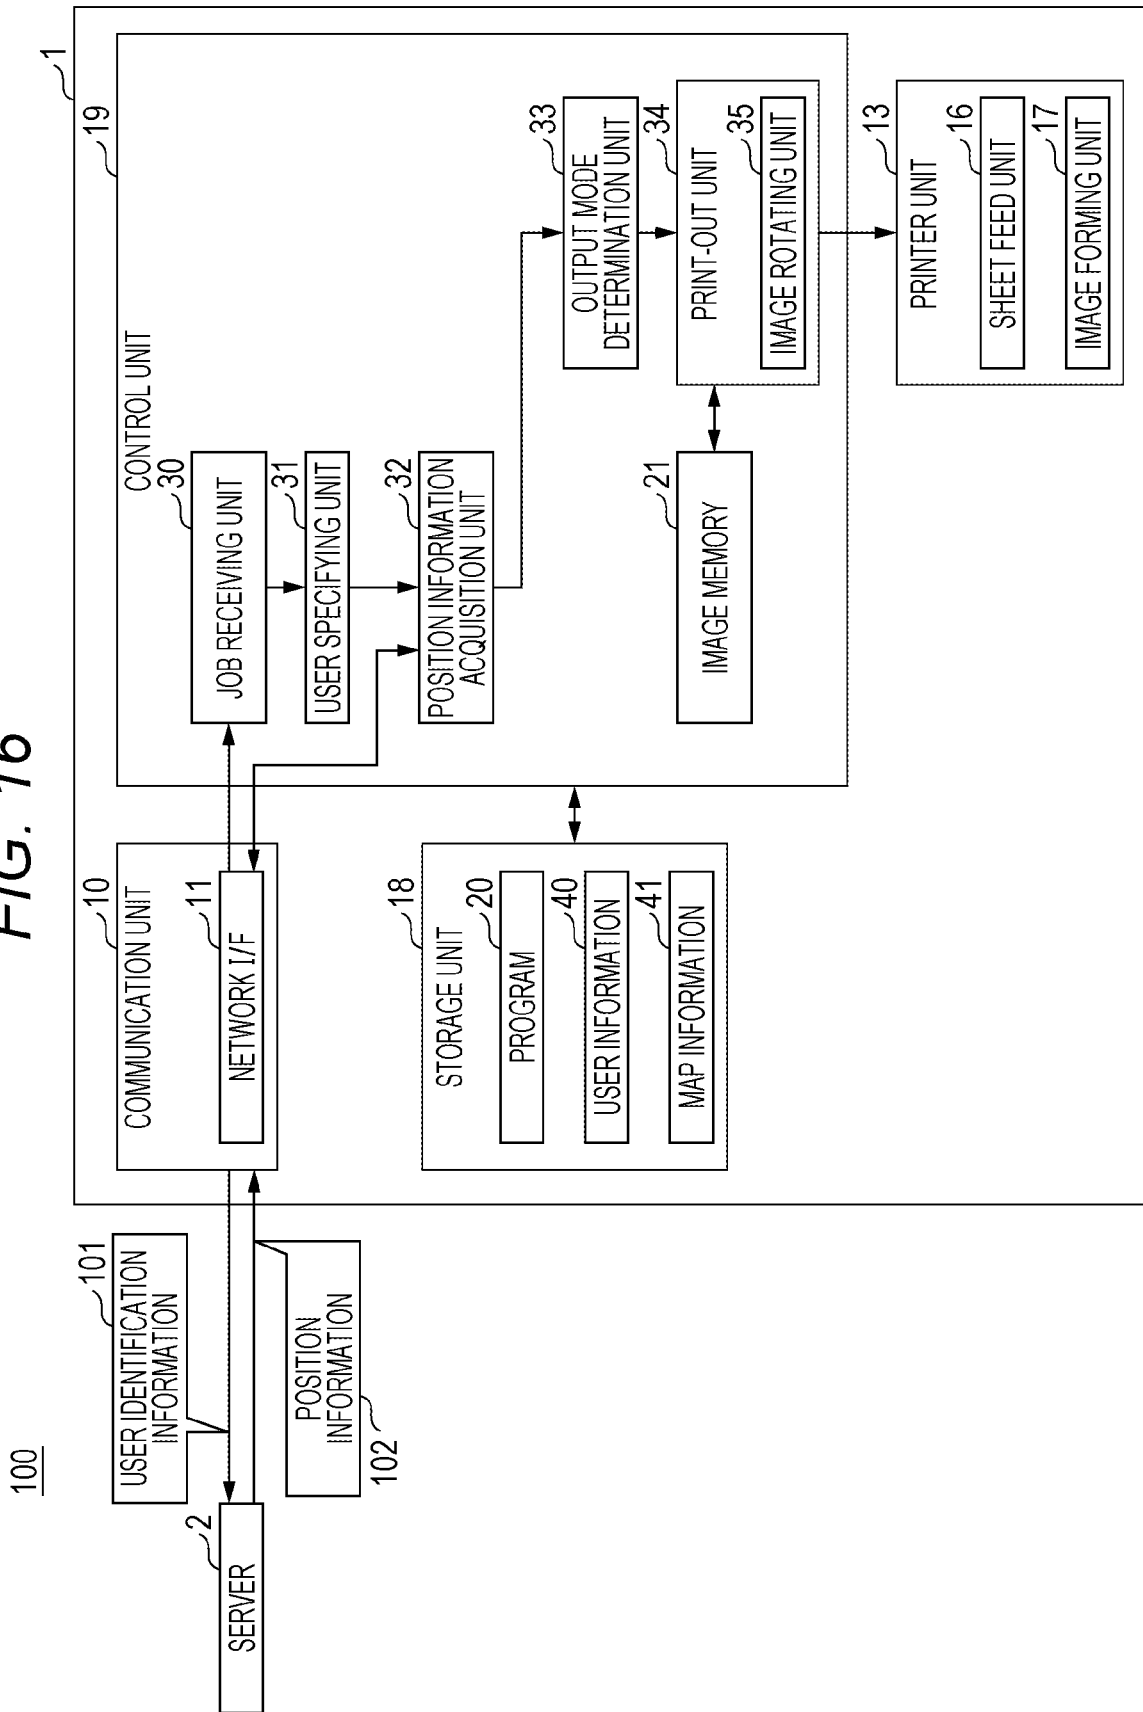 FIG. 16
100
1
19
CONTROL UNIT
10
COMMUNICATION UNIT
11
NETWORK I/F
101
USER IDENTIFICATION
INFORMATION
2
SERVER
POSITION
INFORMATION
102
30
JOB RECEIVING UNIT
31
USER SPECIFYING UNIT
32
POSITION INFORMATION
ACQUISITION UNIT
33
OUTPUT MODE
DETERMINATION UNIT
34
PRINT-OUT UNIT
35
IMAGE ROTATING UNIT
21
IMAGE MEMORY
18
STORAGE UNIT
20
PROGRAM
40
USER INFORMATION
41
MAP INFORMATION
13
PRINTER UNIT
16
SHEET FEED UNIT
17
IMAGE FORMING UNIT